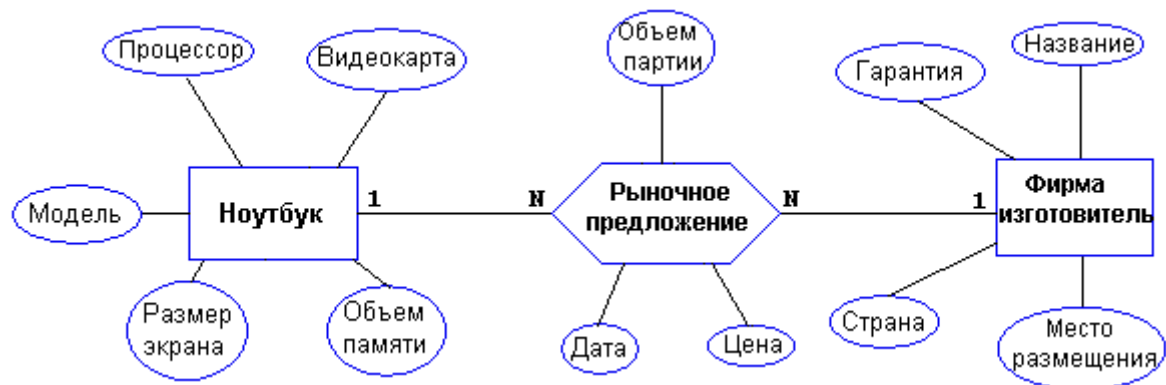 Процессор
Видеокарта
Объем
партии
Гарантия
Название
Модель
Ноутбук
1
N
Рыночное
предложение
N
1
Фирма
изготовитель
Размер
экрана
Объем
памяти
Дата
Цена
Страна
Место
размещения